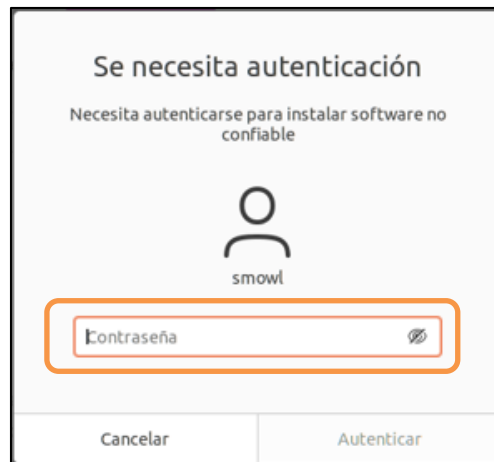 Se necesita autenticación
Necesita autenticarse para instalar software no
confiable
smowl
Contraseña
Cancelar
Autenticar